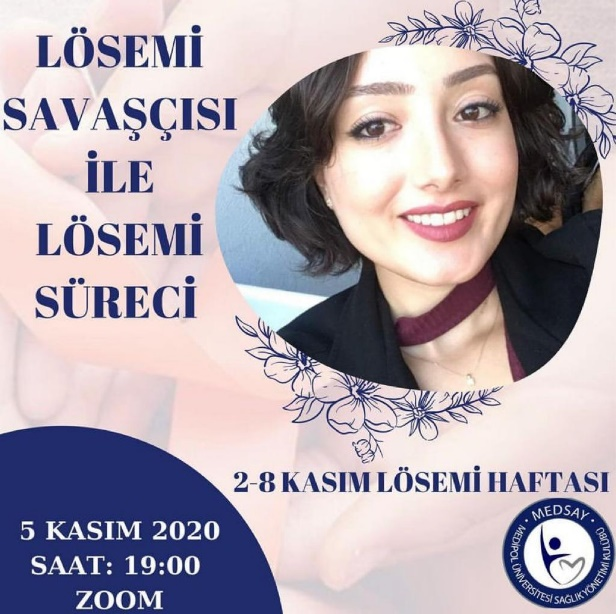 LÖSEMİ
SAVAŞÇISI
İLE
LÖSEMİ
SÜRECİ
2-8 KASIM LÖSEMİ HAFTASI
5 KASIM 2020
SAAT: 19:00
ZOOM
MEDSAY
MEDİPOL ÜNİVERSİTESİ SAĞLIK YÖNETİMİ KULÜBÜ